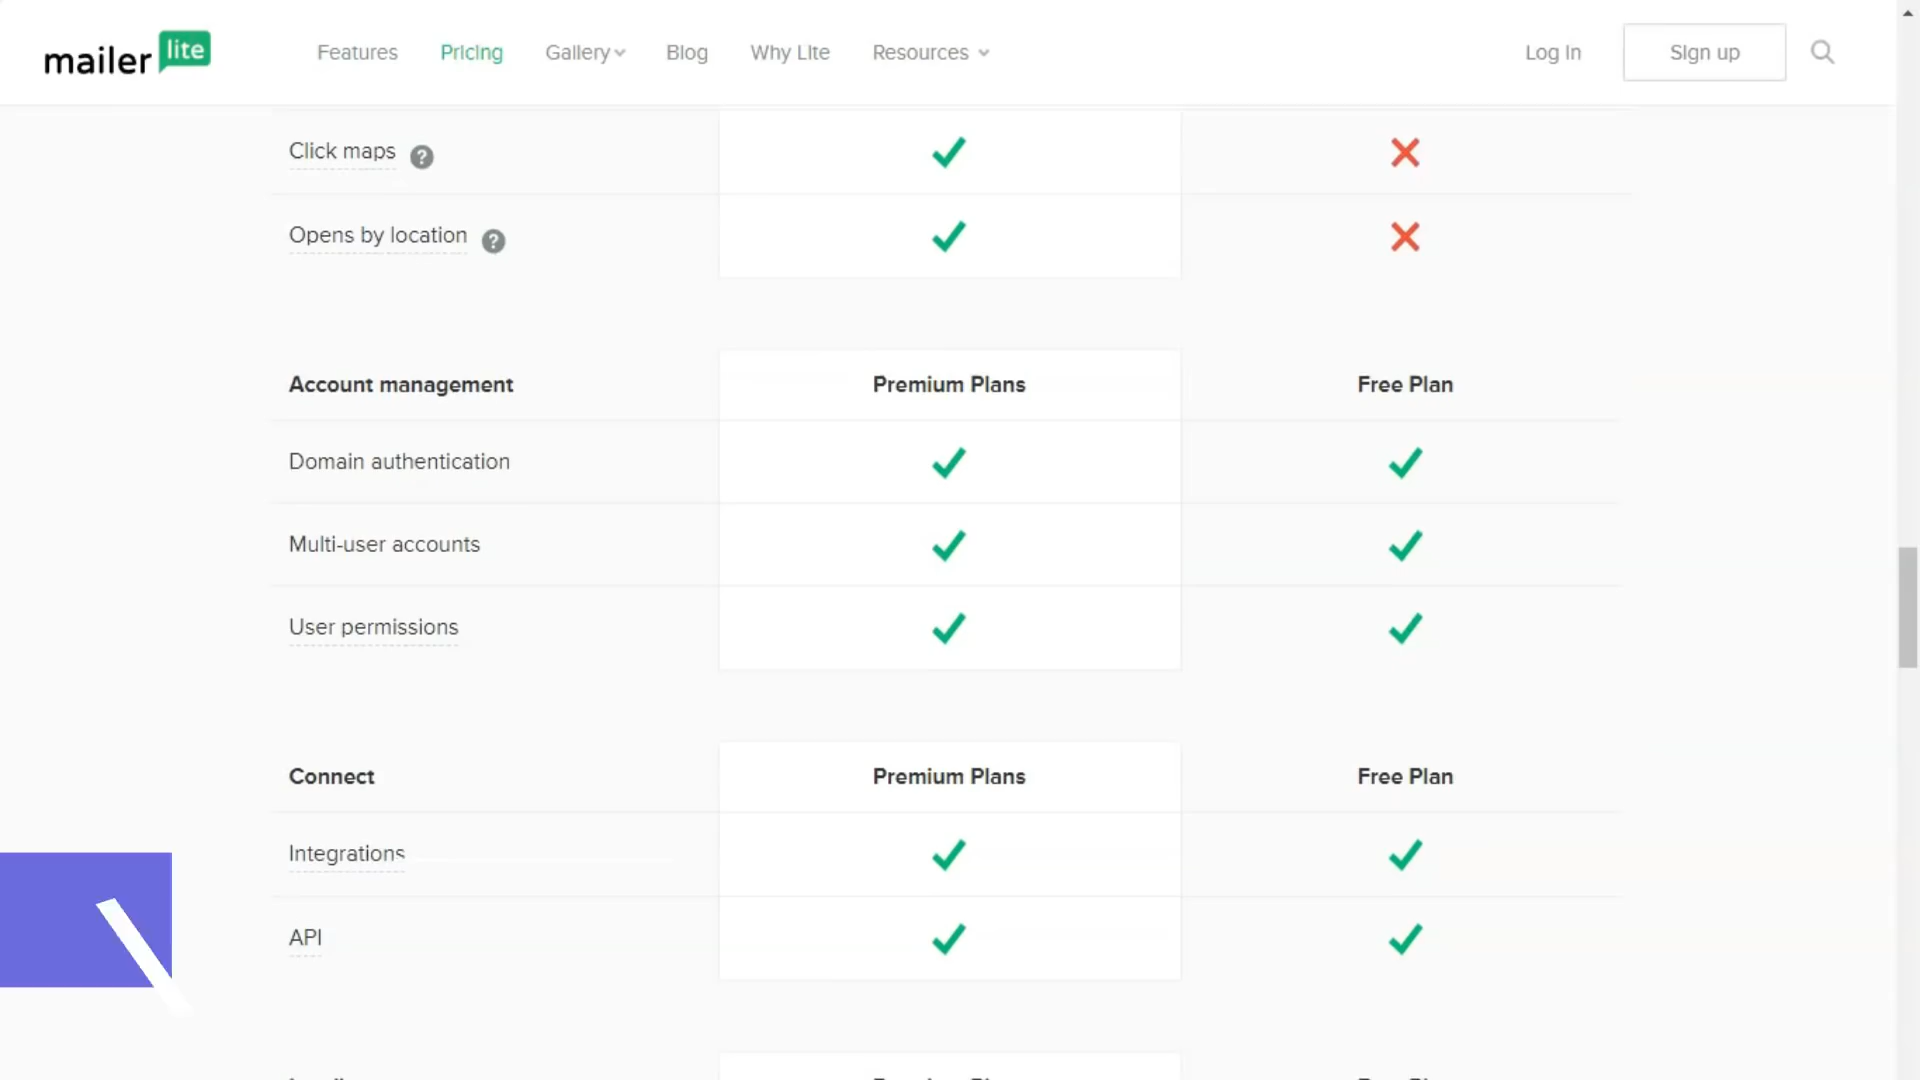 mailer lite Features Pricing Gallery Blog Why Lite Resources Log In Sign up
Click maps ?
Opens by location ?
Account management Premium Plans Free Plan
Domain authentication
Multi-user accounts
User permissions
Connect Premium Plans Free Plan
Integrations
API